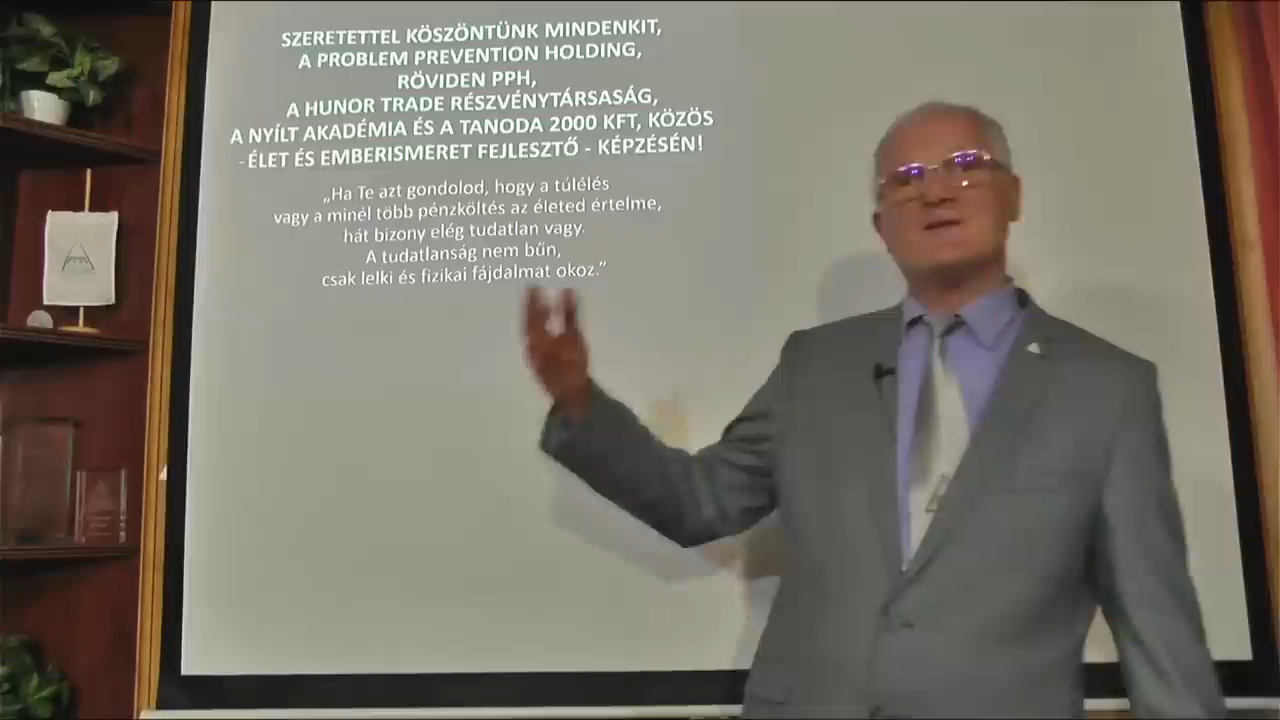 SZERETETTEL KÖSZÖNTÜNK MINDENKIT,
A PROBLEM PREVENTION HOLDING,
RÖVIDEN PPH,
A HUNOR TRADE RÉSZVÉNYTÁRSASÁG,
A NYÍLT AKADÉMIA ÉS A TANODA 2000 KFT, KÖZÖS
- ÉLET ÉS EMBERISMERET FEJLESZTŐ - KÉPZÉSÉN!
„Ha Te azt gondolod, hogy a túlélés
vagy a minél több pénzköltés az életed értelme,
hát bizony elég tudatlan vagy.
A tudatlanság nem bűn,
csak lelki és fizikai fájdalmat okoz.”